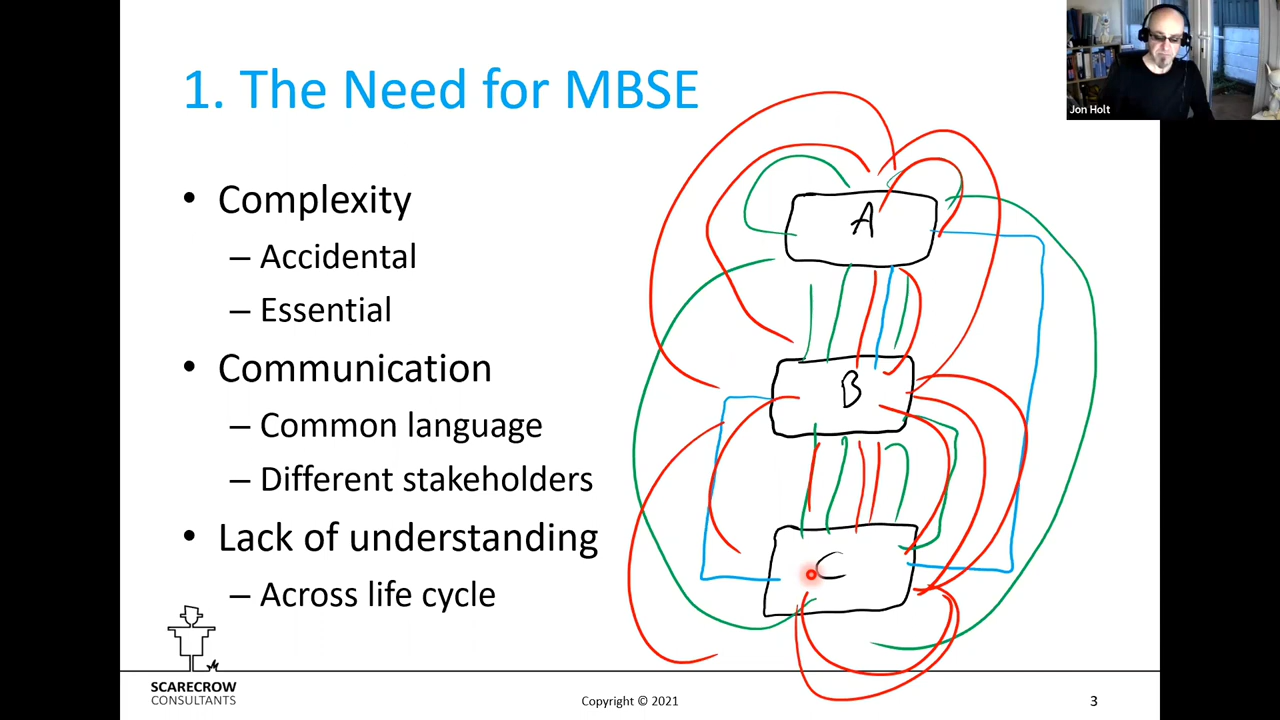 1. The Need for MBSE
Jon Holt
• Complexity
– Accidental
– Essential
• Communication
– Common language
– Different stakeholders
• Lack of understanding
– Across life cycle
A
B
C
SCARECROW
CONSULTANTS
Copyright © 2021
3